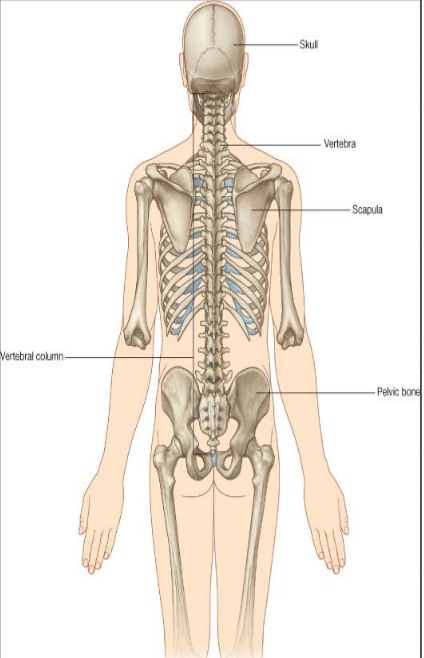 Skull
Vertebra
Scapula
Vertebral column
Pelvic bone